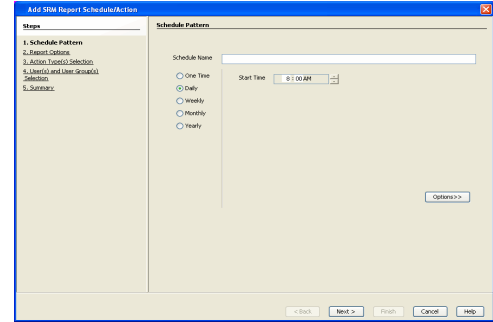 Add SRM Report Schedule/Action
Steps
1. Schedule Pattern
2. Report Options
3. Action Type(s) Selection
4. User(s) and User Group(s)
Selection
5. Summary
Schedule Pattern
Schedule Name
One Time
Daily
Weekly
Monthly
Yearly
Start Time
8 : 00 AM
Options>>
< Back
Next >
Finish
Cancel
Help